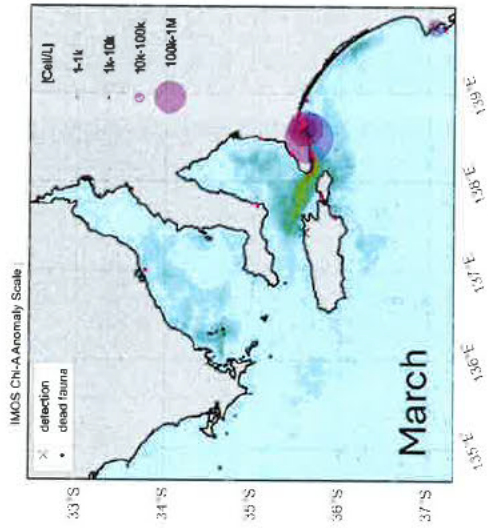 IMOS Chl-A Anomaly Scale
detection
dead fauna
[Cell/L]
1-1k
1k-10k
10k-100k
100k-1M
33°S
34°S
35°S
36°S
37°S
March
135°E
136°E
137°E
138°E
139°E